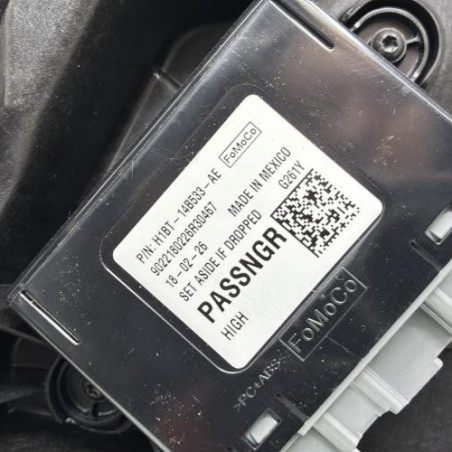 FoMoCo
P/N: H1BT-14B533-AE
9022180226R30467
18-02-26 MADE IN MEXICO
SET ASIDE IF DROPPED G261Y
PASSNGR
HIGH
FoMoCo
>PC+ABS<